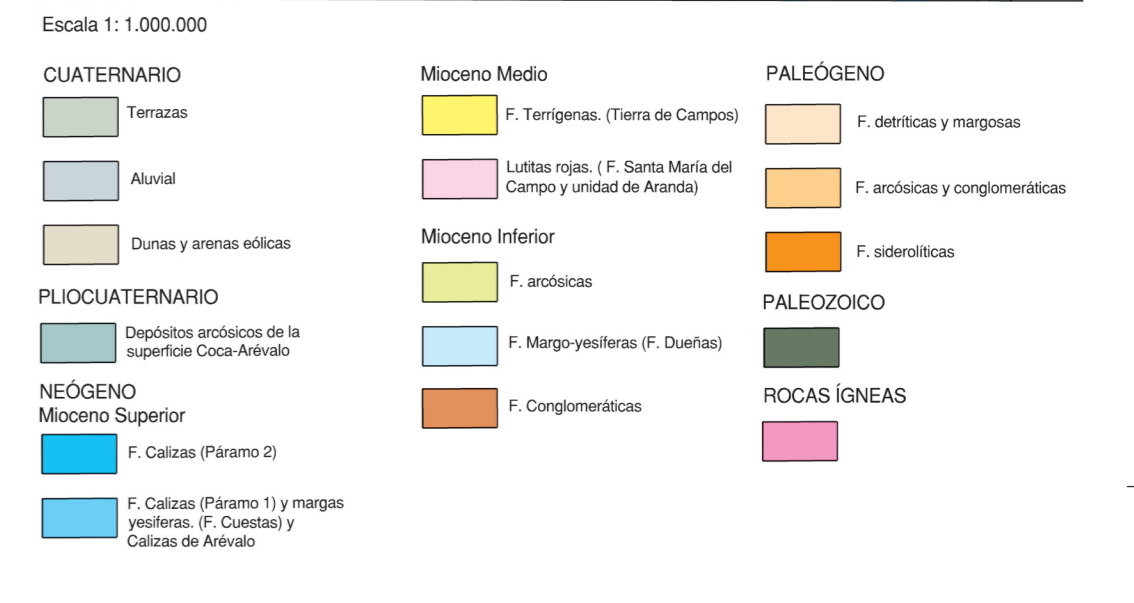 Escala 1: 1.000.000
CUATERNARIO
Terrazas
Aluvial
Dunas y arenas eólicas
PLIOCUATERNARIO
Depósitos arcósicos de la
superficie Coca-Arévalo
NEÓGENO
Mioceno Superior
F. Calizas (Páramo 2)
F. Calizas (Páramo 1) y margas
yesiferas. (F. Cuestas) y
Calizas de Arévalo
Mioceno Medio
F. Terrígenas. (Tierra de Campos)
Lutitas rojas. ( F. Santa María del
Campo y unidad de Aranda)
Mioceno Inferior
F. arcósicas
F. Margo-yesíferas (F. Dueñas)
F. Conglomeráticas
PALEÓGENO
F. detríticas y margosas
F. arcósicas y conglomeráticas
F. siderolíticas
PALEOZOICO
ROCAS ÍGNEAS